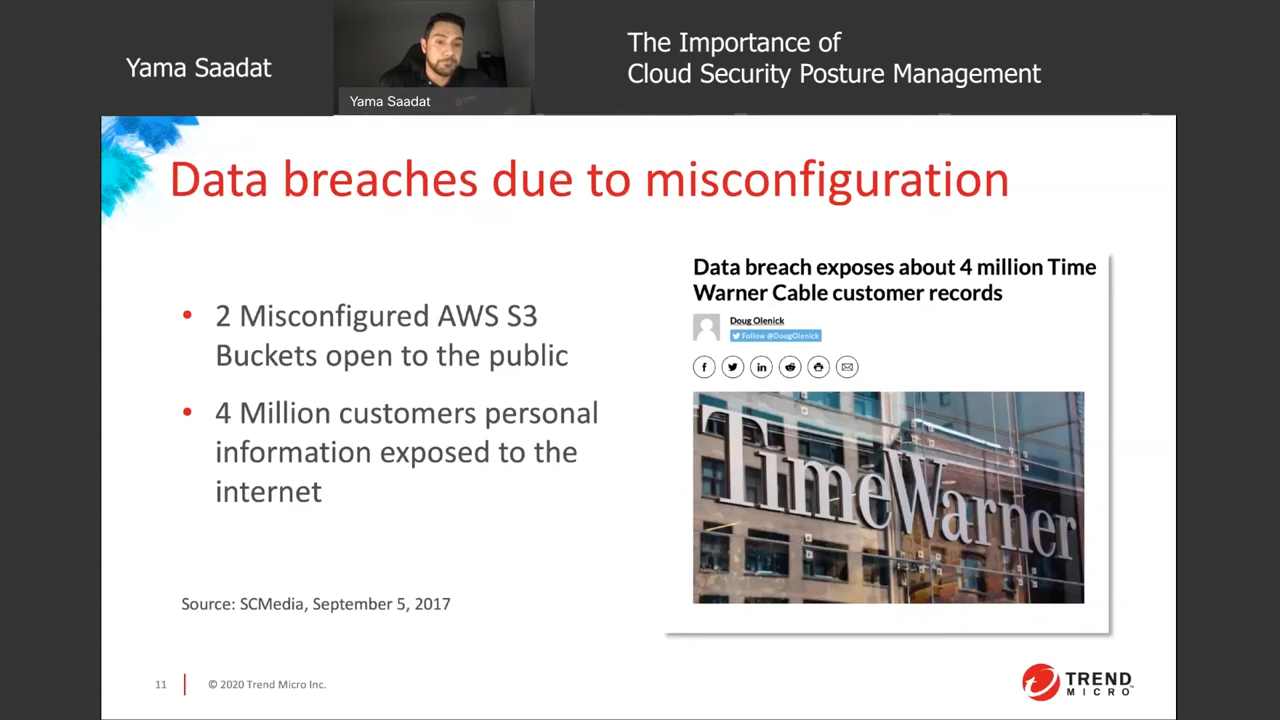 Yama Saadat
Yama Saadat
The Importance of
Cloud Security Posture Management
Data breaches due to misconfiguration
• 2 Misconfigured AWS S3
Buckets open to the public
• 4 Million customers personal
information exposed to the
internet
Source: SCMedia, September 5, 2017
Data breach exposes about 4 million Time
Warner Cable customer records
Doug Olenick
Follow @DougOlenick
f
in
TimeWarner
11
© 2020 Trend Micro Inc.
TREND
MICRO™